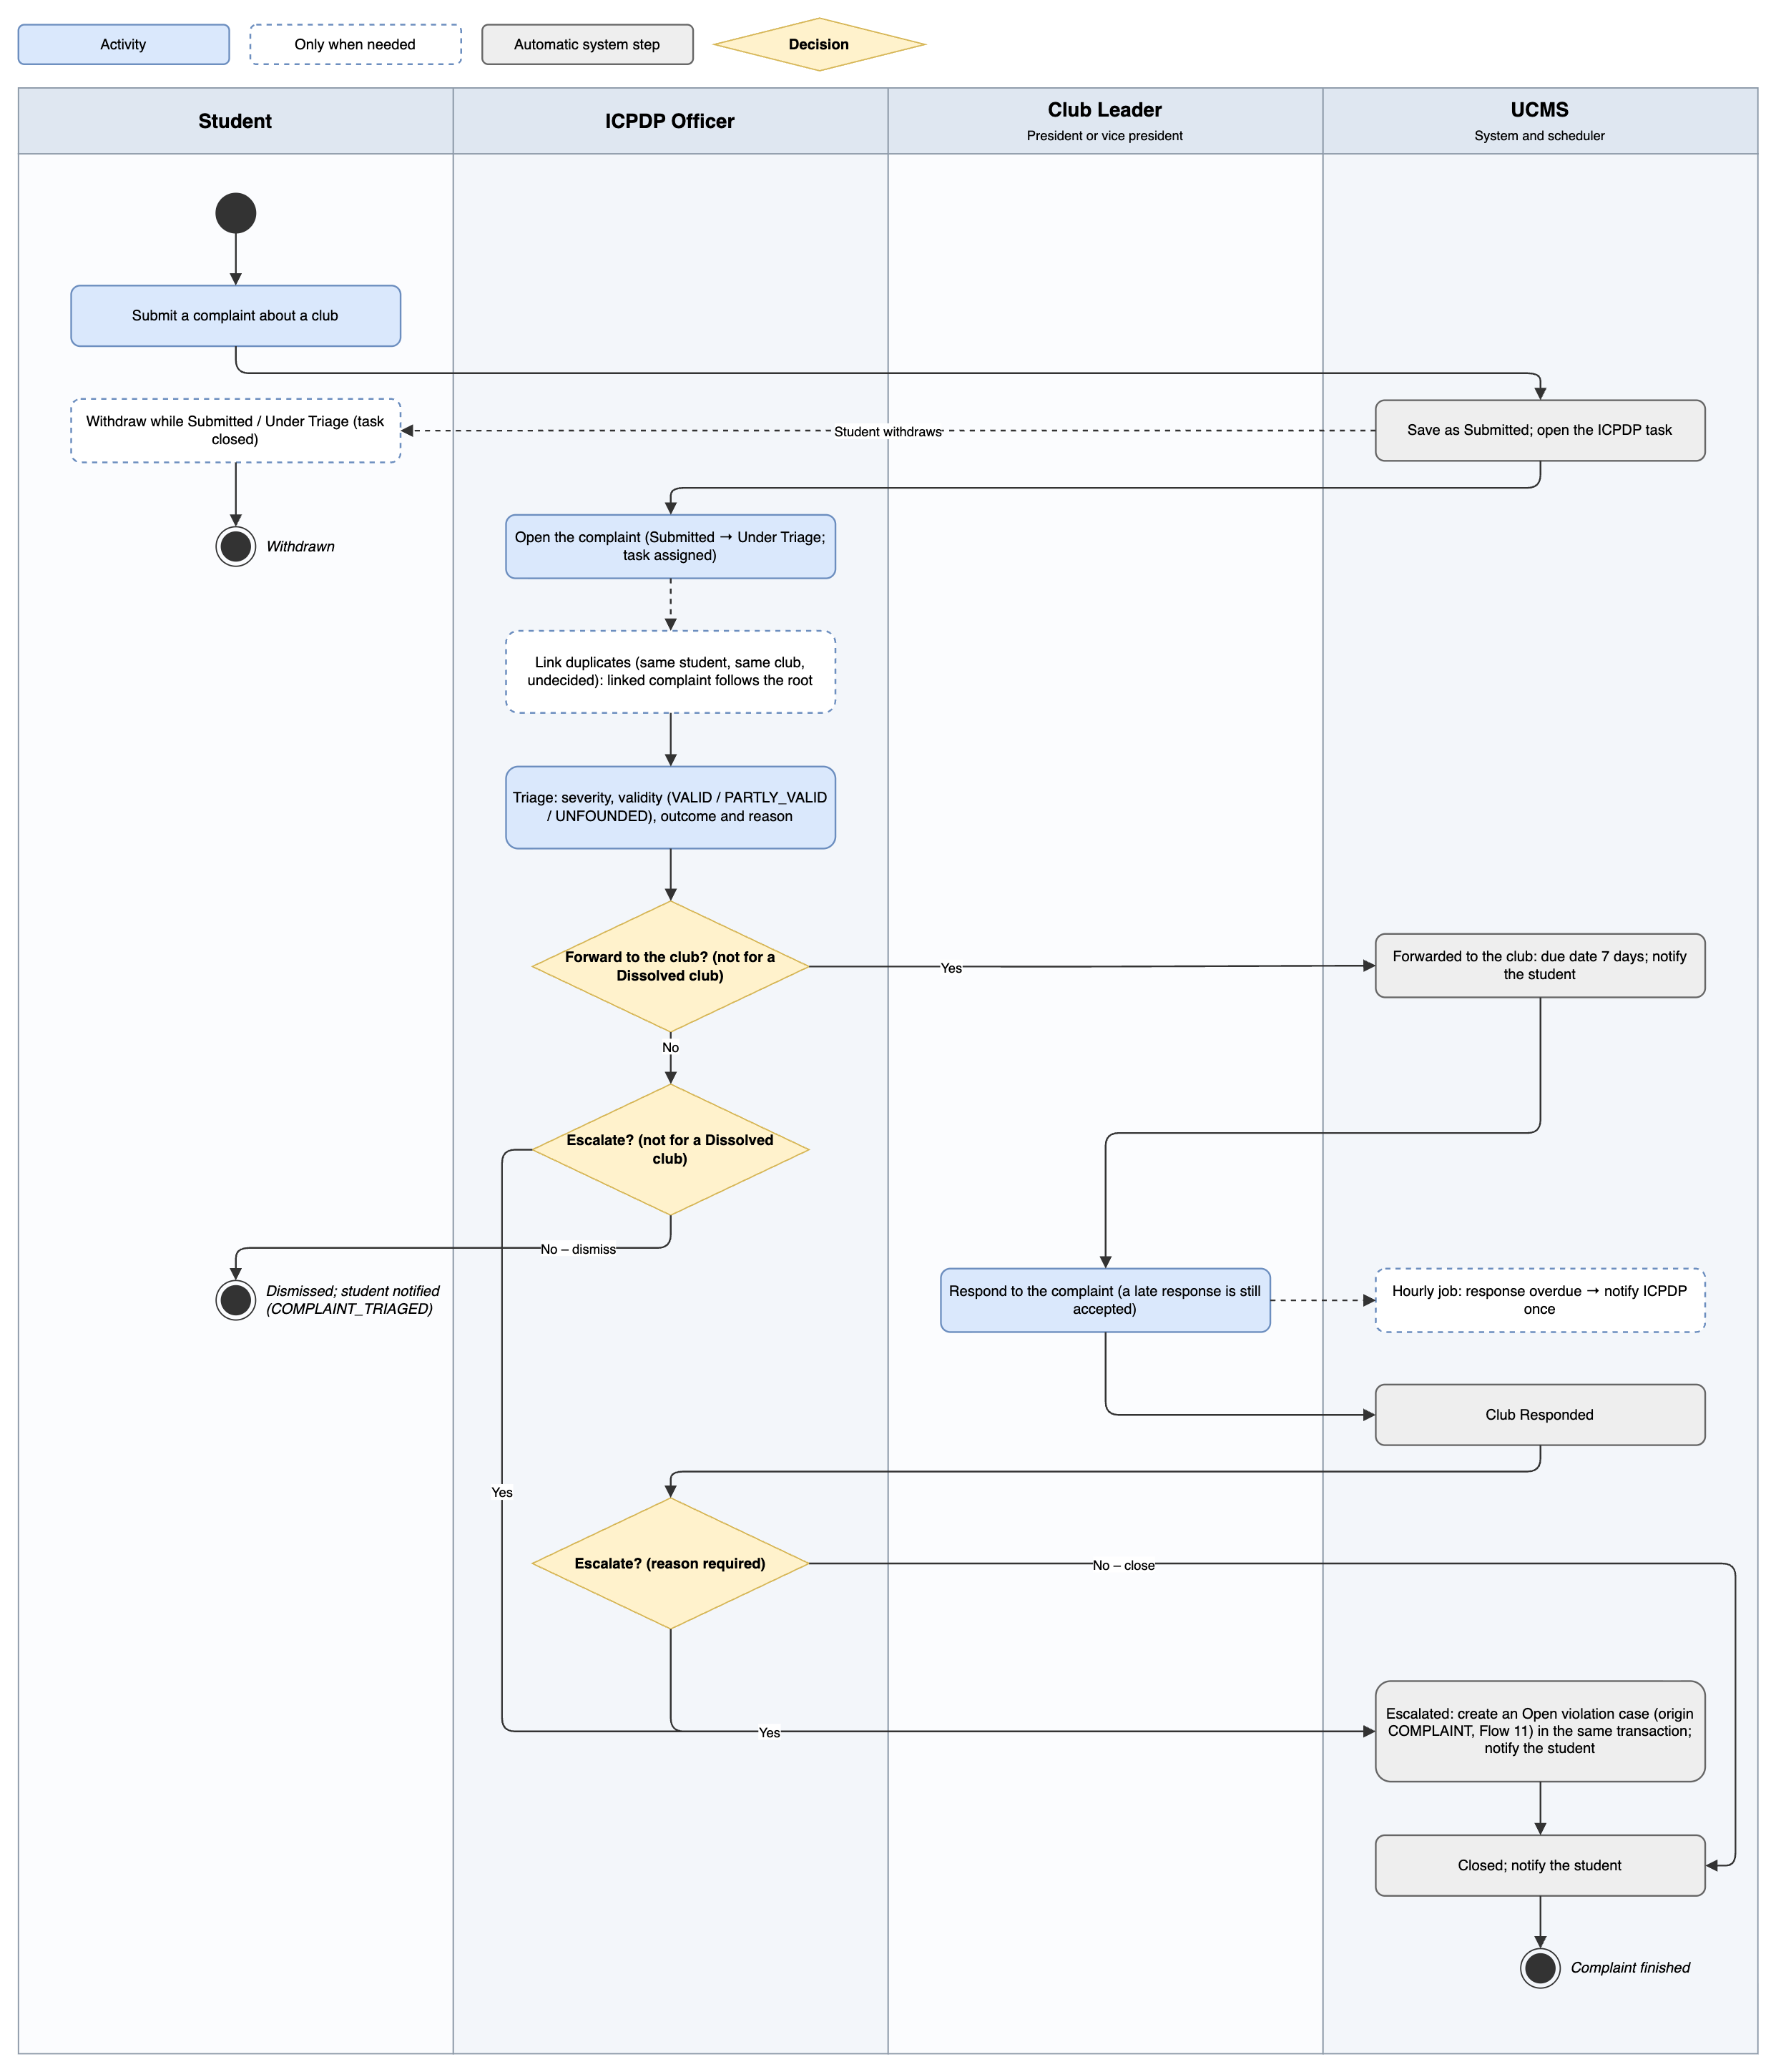 Activity
Only when needed
Automatic system step
Decision
Student
ICPDP Officer
Club Leader
President or vice president
UCMS
System and scheduler
Submit a complaint about a club
Withdraw while Submitted / Under Triage (task
closed)
Student withdraws
Save as Submitted; open the ICPDP task
Withdrawn
Open the complaint (Submitted → Under Triage;
task assigned)
Link duplicates (same student, same club,
undecided): linked complaint follows the root
Triage: severity, validity (VALID / PARTLY_VALID
/ UNFOUNDED), outcome and reason
Forward to the club? (not for a
Dissolved club)
Yes
Forwarded to the club: due date 7 days; notify
the student
No
Escalate? (not for a Dissolved
club)
No – dismiss
Dismissed; student notified
(COMPLAINT_TRIAGED)
Respond to the complaint (a late response is still
accepted)
Hourly job: response overdue → notify ICPDP
once
Club Responded
Yes
Escalate? (reason required)
No – close
Yes
Escalated: create an Open violation case (origin
COMPLAINT, Flow 11) in the same transaction;
notify the student
Closed; notify the student
Complaint finished